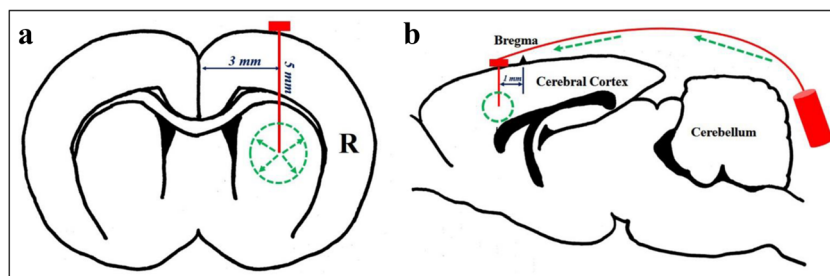 a
3 mm
5 mm
R
b
Bregma
1 mm
Cerebral Cortex
Cerebellum